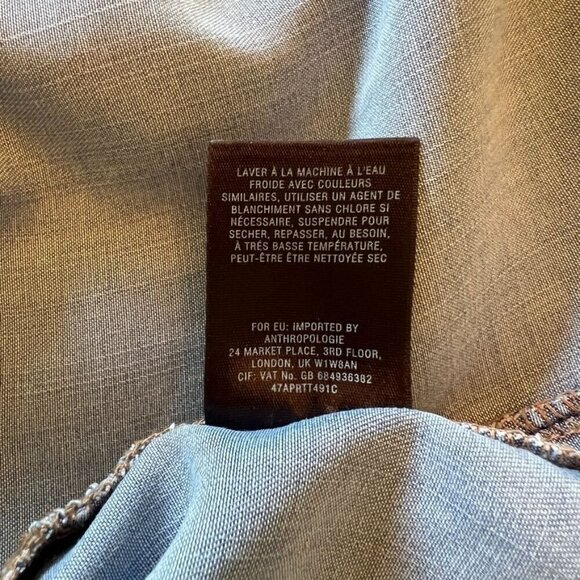 LAVER À LA MACHINE À L'EAU
FROIDE AVEC COULEURS
SIMILAIRES, UTILISER UN AGENT DE
BLANCHIMENT SANS CHLORE SI
NÉCESSAIRE, SUSPENDRE POUR
SECHER, REPASSER, AU BESOIN,
À TRÉS BASSE TEMPÉRATURE,
PEUT-ÊTRE ÊTRE NETTOYÉE SEC
FOR EU: IMPORTED BY
ANTHROPOLOGIE
24 MARKET PLACE, 3RD FLOOR,
LONDON, UK W1W8AN
CIF: VAT No. GB 684936382
47APRTT491C